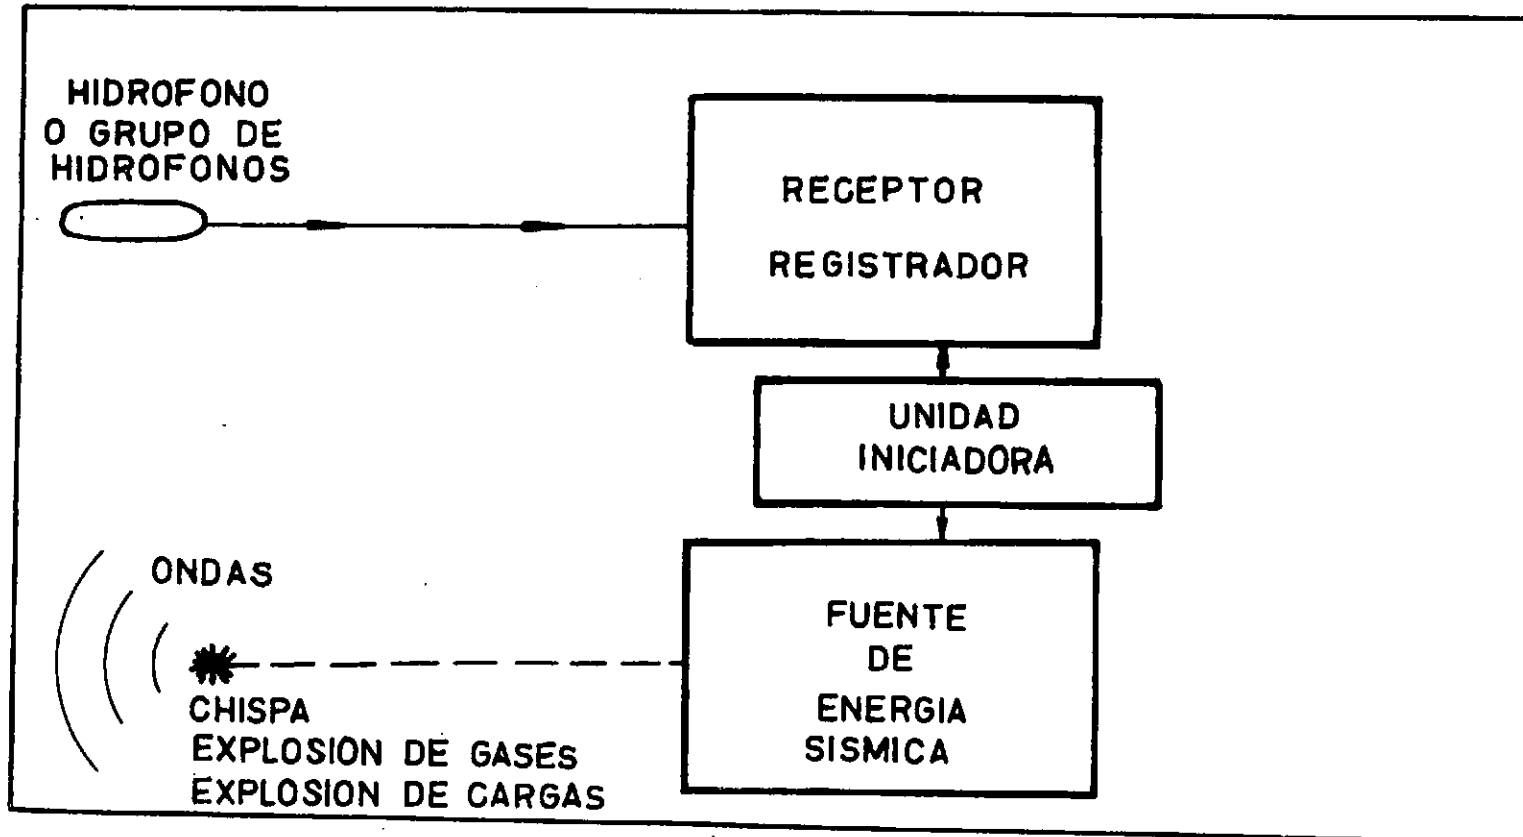 HIDROFONO
O GRUPO DE
HIDROFONOS
RECEPTOR
REGISTRADOR
UNIDAD
INICIADORA
ONDAS
FUENTE
DE
ENERGIA
SISMICA
CHISPA
EXPLOSIÓN DE GASES
EXPLOSION DE CARGAS